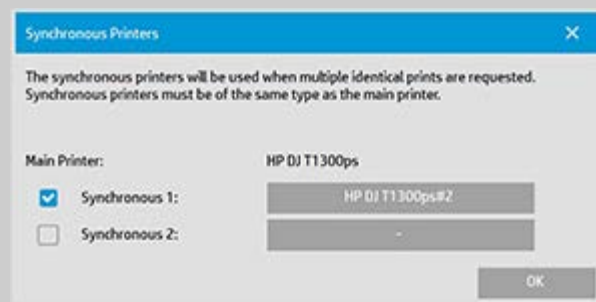 Synchronous Printers
The synchronous printers will be used when multiple identical prints are requested.
Synchronous printers must be of the same type as the main printer.
Main Printer: HP DJ T1300ps
Synchronous 1: HP DJ T1300ps#2
Synchronous 2: -
OK